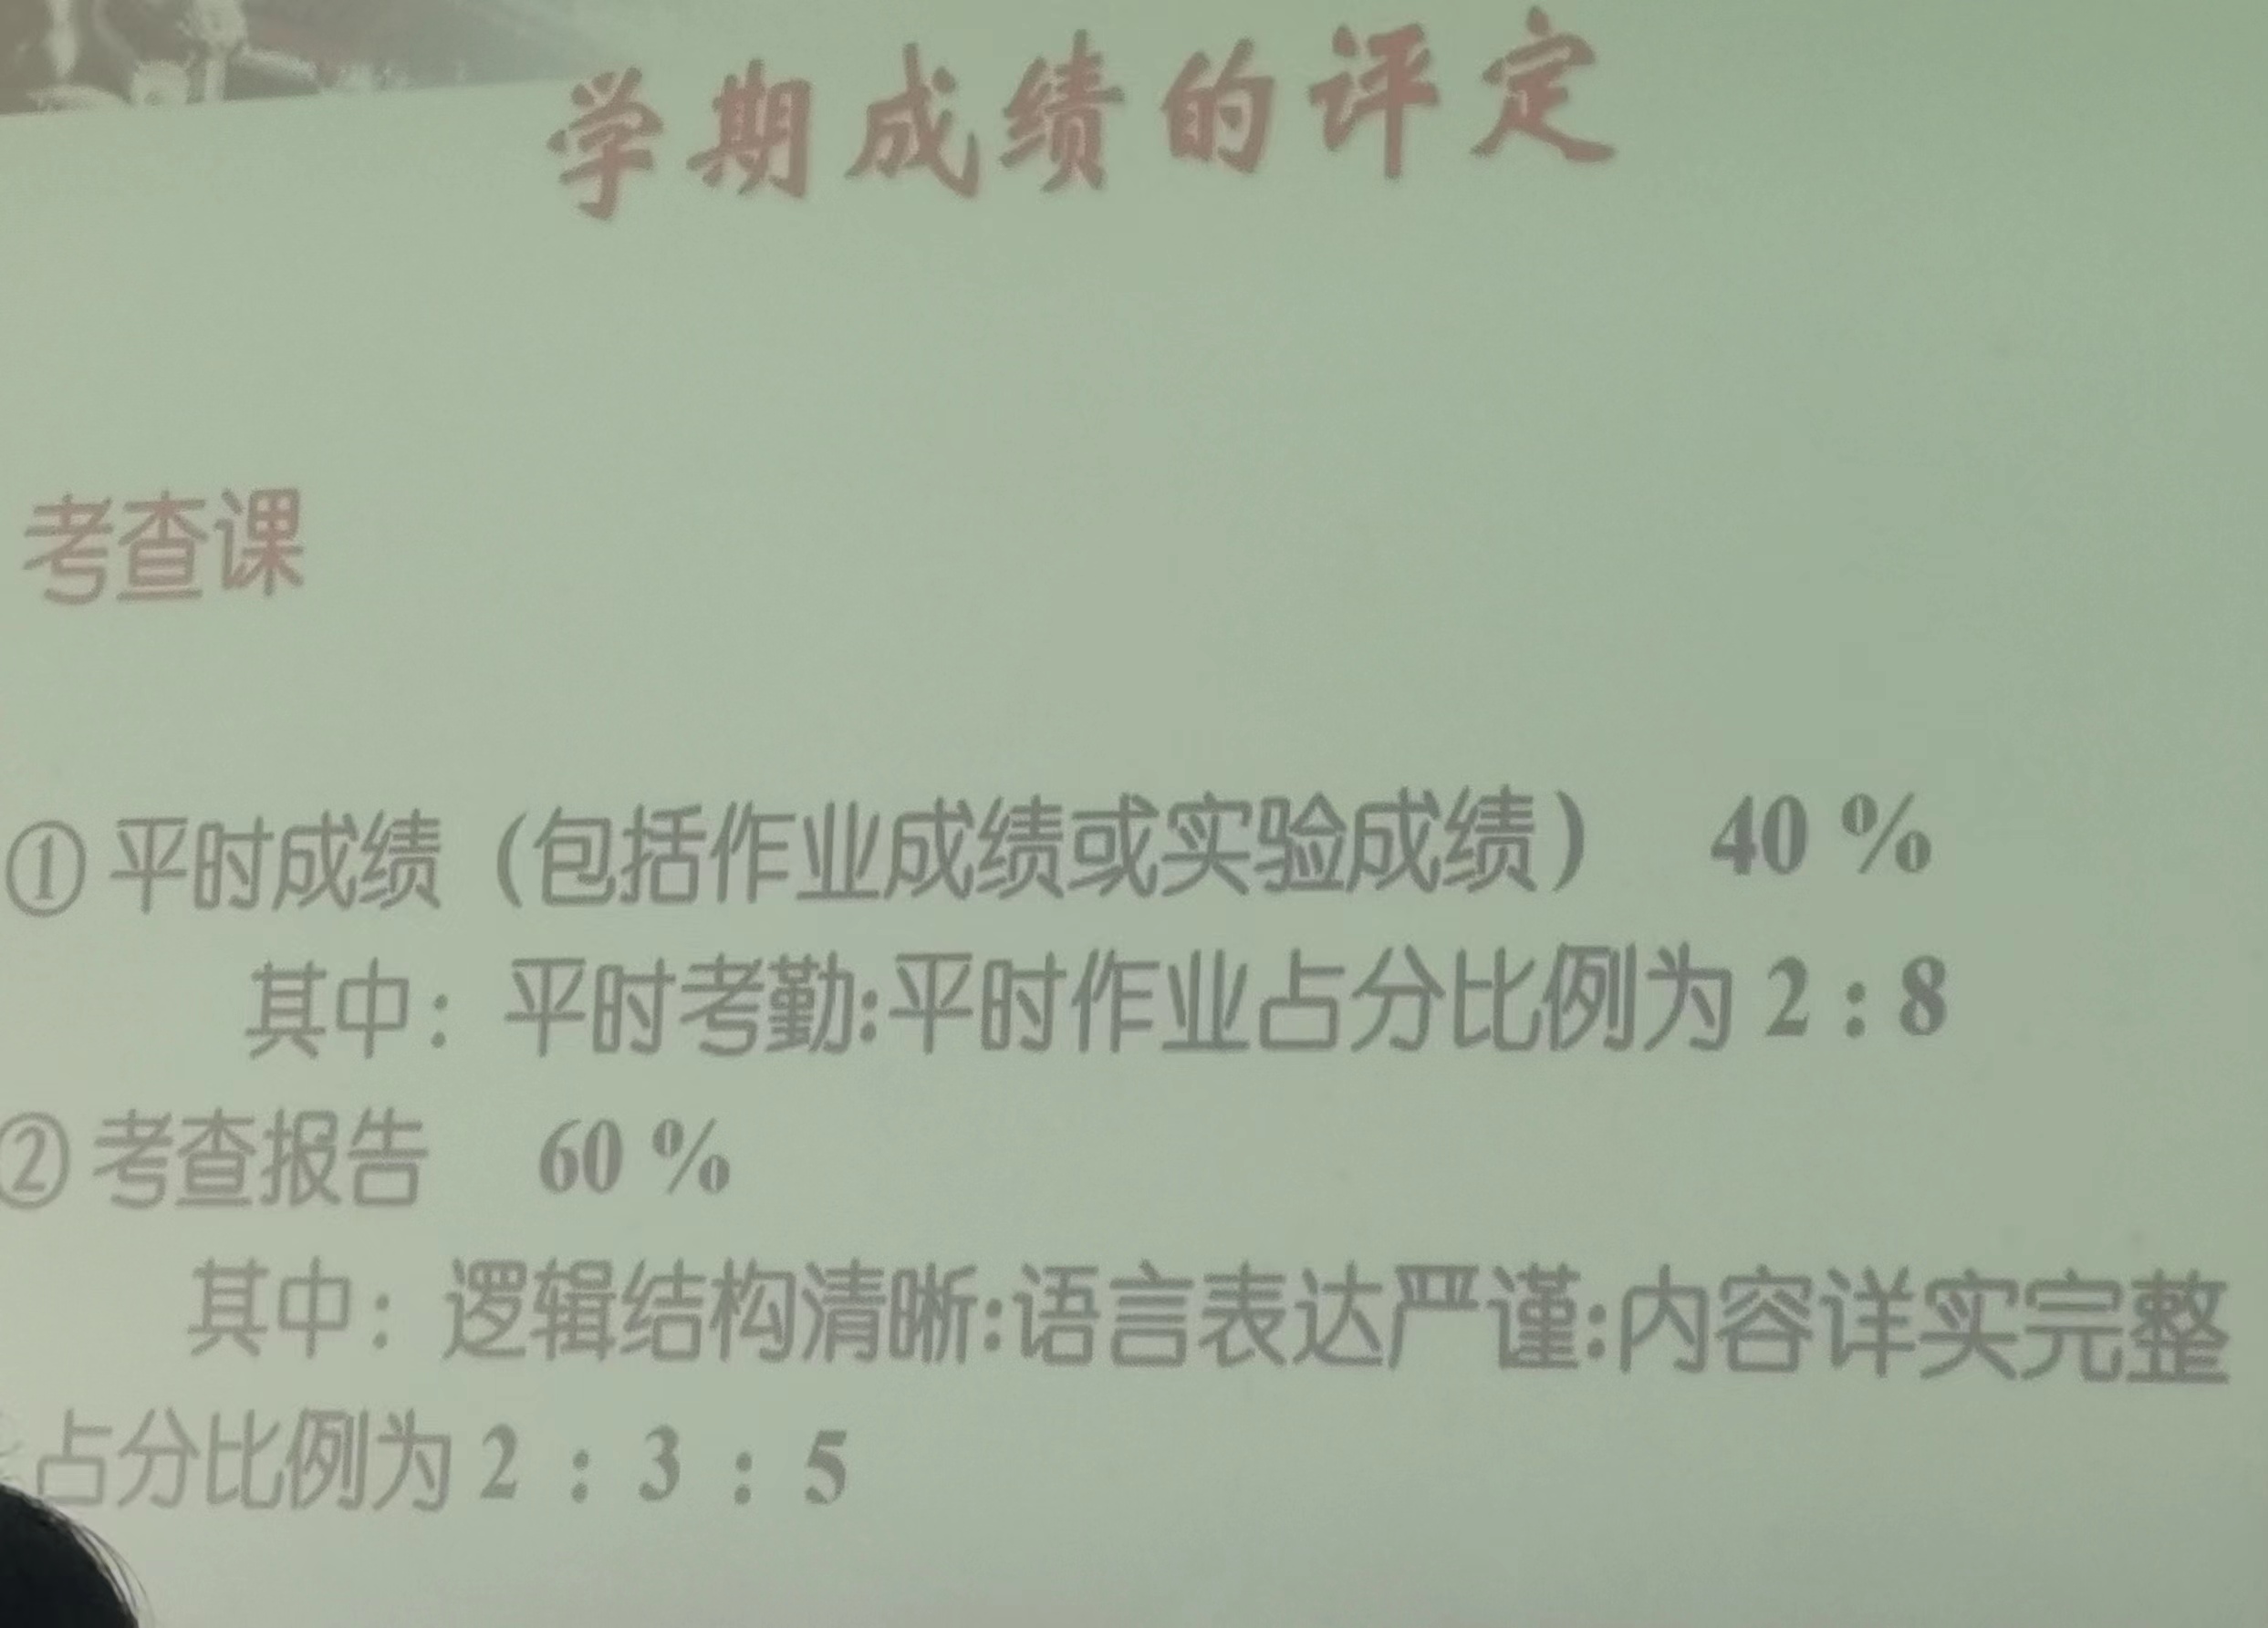 学期成绩的评定
考查课
①平时成绩（包括作业成绩或实验成绩） 40 %
其中：平时考勤:平时作业占分比例为 2 : 8
②考查报告 60 %
其中：逻辑结构清晰:语言表达严谨:内容详实完整
占分比例为 2 : 3 : 5